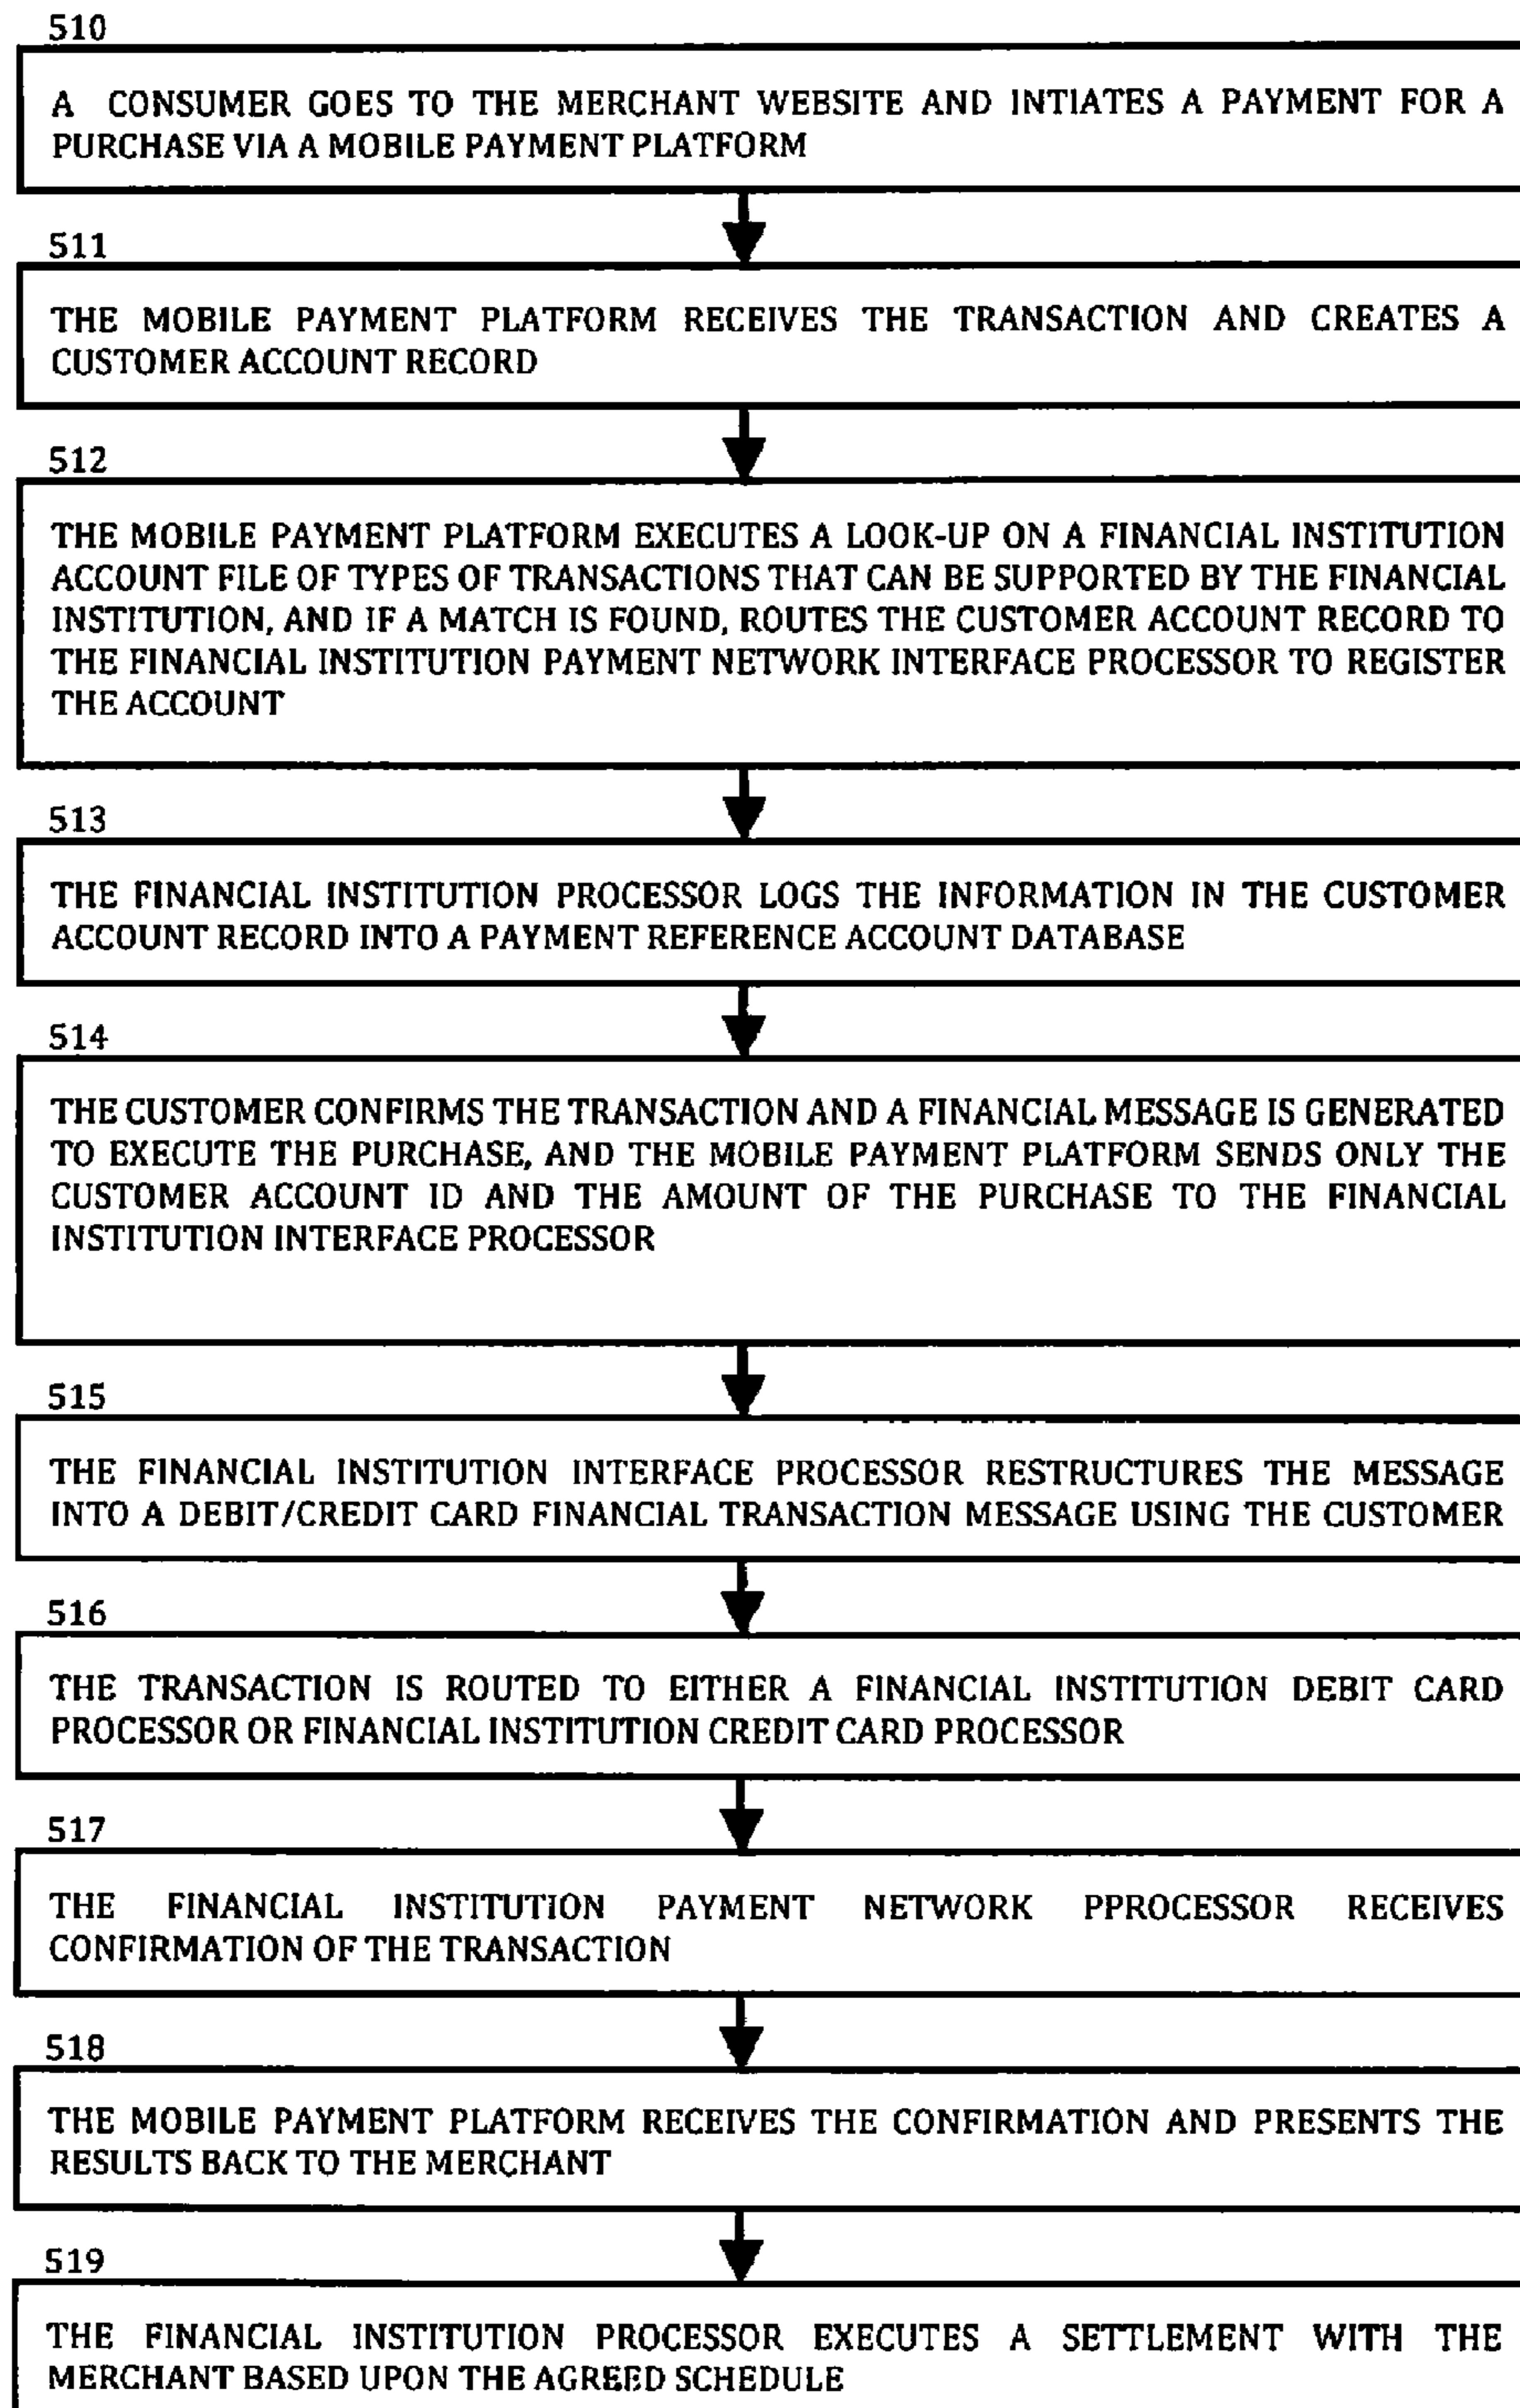 510
A CONSUMER GOES TO THE MERCHANT WEBSITE AND INTIATES A PAYMENT FOR A
PURCHASE VIA A MOBILE PAYMENT PLATFORM
511
THE MOBILE PAYMENT PLATFORM RECEIVES THE TRANSACTION AND CREATES A
CUSTOMER ACCOUNT RECORD
512
THE MOBILE PAYMENT PLATFORM EXECUTES A LOOK-UP ON A FINANCIAL INSTITUTION
ACCOUNT FILE OF TYPES OF TRANSACTIONS THAT CAN BE SUPPORTED BY THE FINANCIAL
INSTITUTION, AND IF A MATCH IS FOUND, ROUTES THE CUSTOMER ACCOUNT RECORD TO
THE FINANCIAL INSTITUTION PAYMENT NETWORK INTERFACE PROCESSOR TO REGISTER
THE ACCOUNT
513
THE FINANCIAL INSTITUTION PROCESSOR LOGS THE INFORMATION IN THE CUSTOMER
ACCOUNT RECORD INTO A PAYMENT REFERENCE ACCOUNT DATABASE
514
THE CUSTOMER CONFIRMS THE TRANSACTION AND A FINANCIAL MESSAGE IS GENERATED
TO EXECUTE THE PURCHASE, AND THE MOBILE PAYMENT PLATFORM SENDS ONLY THE
CUSTOMER ACCOUNT ID AND THE AMOUNT OF THE PURCHASE TO THE FINANCIAL
INSTITUTION INTERFACE PROCESSOR
515
THE FINANCIAL INSTITUTION INTERFACE PROCESSOR RESTRUCTURES THE MESSAGE
INTO A DEBIT/CREDIT CARD FINANCIAL TRANSACTION MESSAGE USING THE CUSTOMER
516
THE TRANSACTION IS ROUTED TO EITHER A FINANCIAL INSTITUTION DEBIT CARD
PROCESSOR OR FINANCIAL INSTITUTION CREDIT CARD PROCESSOR
517
THE FINANCIAL INSTITUTION PAYMENT NETWORK PPROCESSOR RECEIVES
CONFIRMATION OF THE TRANSACTION
518
THE MOBILE PAYMENT PLATFORM RECEIVES THE CONFIRMATION AND PRESENTS THE
RESULTS BACK TO THE MERCHANT
519
THE FINANCIAL INSTITUTION PROCESSOR EXECUTES A SETTLEMENT WITH THE
MERCHANT BASED UPON THE AGREED SCHEDULE